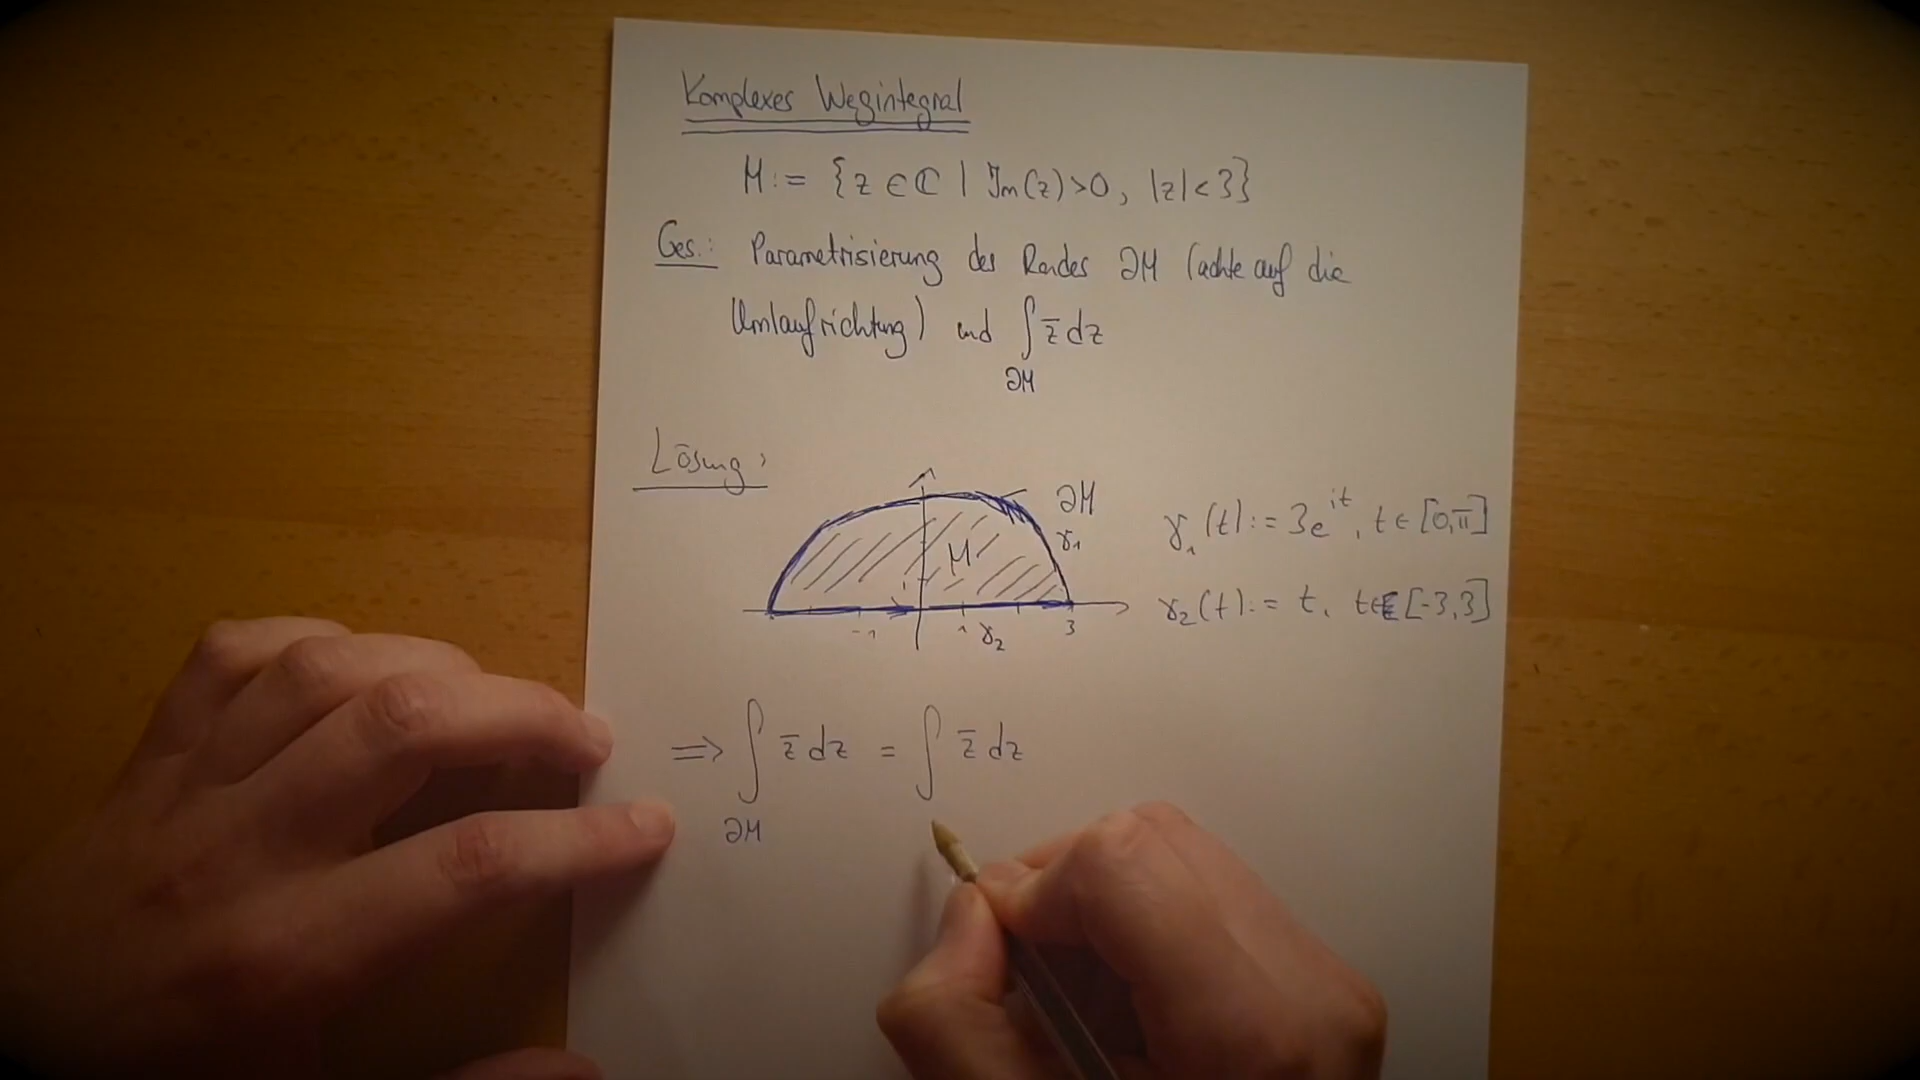 Komplexes Wegintegral
M := {z ∈ ℂ | Im(z)>0, |z|<3}
Ges.: Parametrisierung des Randes ∂M (achte auf die
Umlaufrichtung) und ∫ z̄ dz
∂M
Lösung:
∂M
γ₁
M
i
-1 1 γ₂ 3
γ₁(t) := 3e^{it}, t ∈ [0,π]
γ₂(t) := t, t ∈ [-3,3]
⇒ ∫ z̄ dz = ∫ z̄ dz
∂M